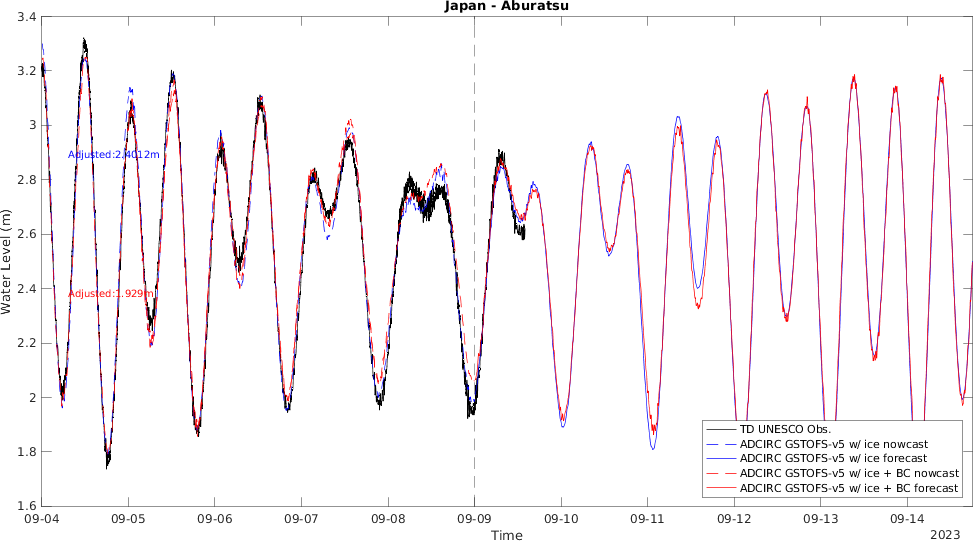 Japan - Aburatsu
3.4
3.2
3
2.8
2.6
2.4
2.2
2
1.8
1.6
Water Level (m)
Adjusted:2.4012m
Adjusted:1.929m
TD UNESCO Obs.
ADCIRC GSTOFS-v5 w/ ice nowcast
ADCIRC GSTOFS-v5 w/ ice forecast
ADCIRC GSTOFS-v5 w/ ice + BC nowcast
ADCIRC GSTOFS-v5 w/ ice + BC forecast
09-04 09-05 09-06 09-07 09-08 09-09 09-10 09-11 09-12 09-13 09-14
Time
2023